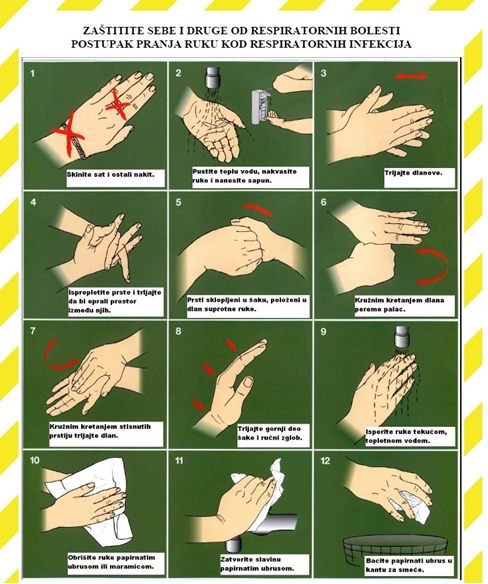 ZAŠTITITE SEBE I DRUGE OD RESPIRATORNIH BOLESTI
POSTUPAK PRANJA RUKU KOD RESPIRATORNIH INFEKCIJA
1
Skinite sat i ostali nakit.
2
Pustite toplu vodu, nakvasite
ruke i nanesite sapun.
3
Trljajte dlanove.
4
Isprepletite prste i trljajte
da bi oprali prostor
između njih.
5
Prsti sklopljeni u šaku, položeni u
dlan suprotne ruke.
6
Kružnim kretanjem dlana
peremo palac.
7
Kružnim kretanjem stisnutih
prstiju trljajte dlan.
8
Trljajte gornji deo
šake i ručni zglob.
9
Isperite ruke tekućom,
toplotnom vodom.
10
Obrišite ruke papirnatim
ubrusom ili maramicom.
11
Zatvorite slavinu
papirnatim ubrusom.
12
Bacite papirnati ubrus u
kantu za smeće.